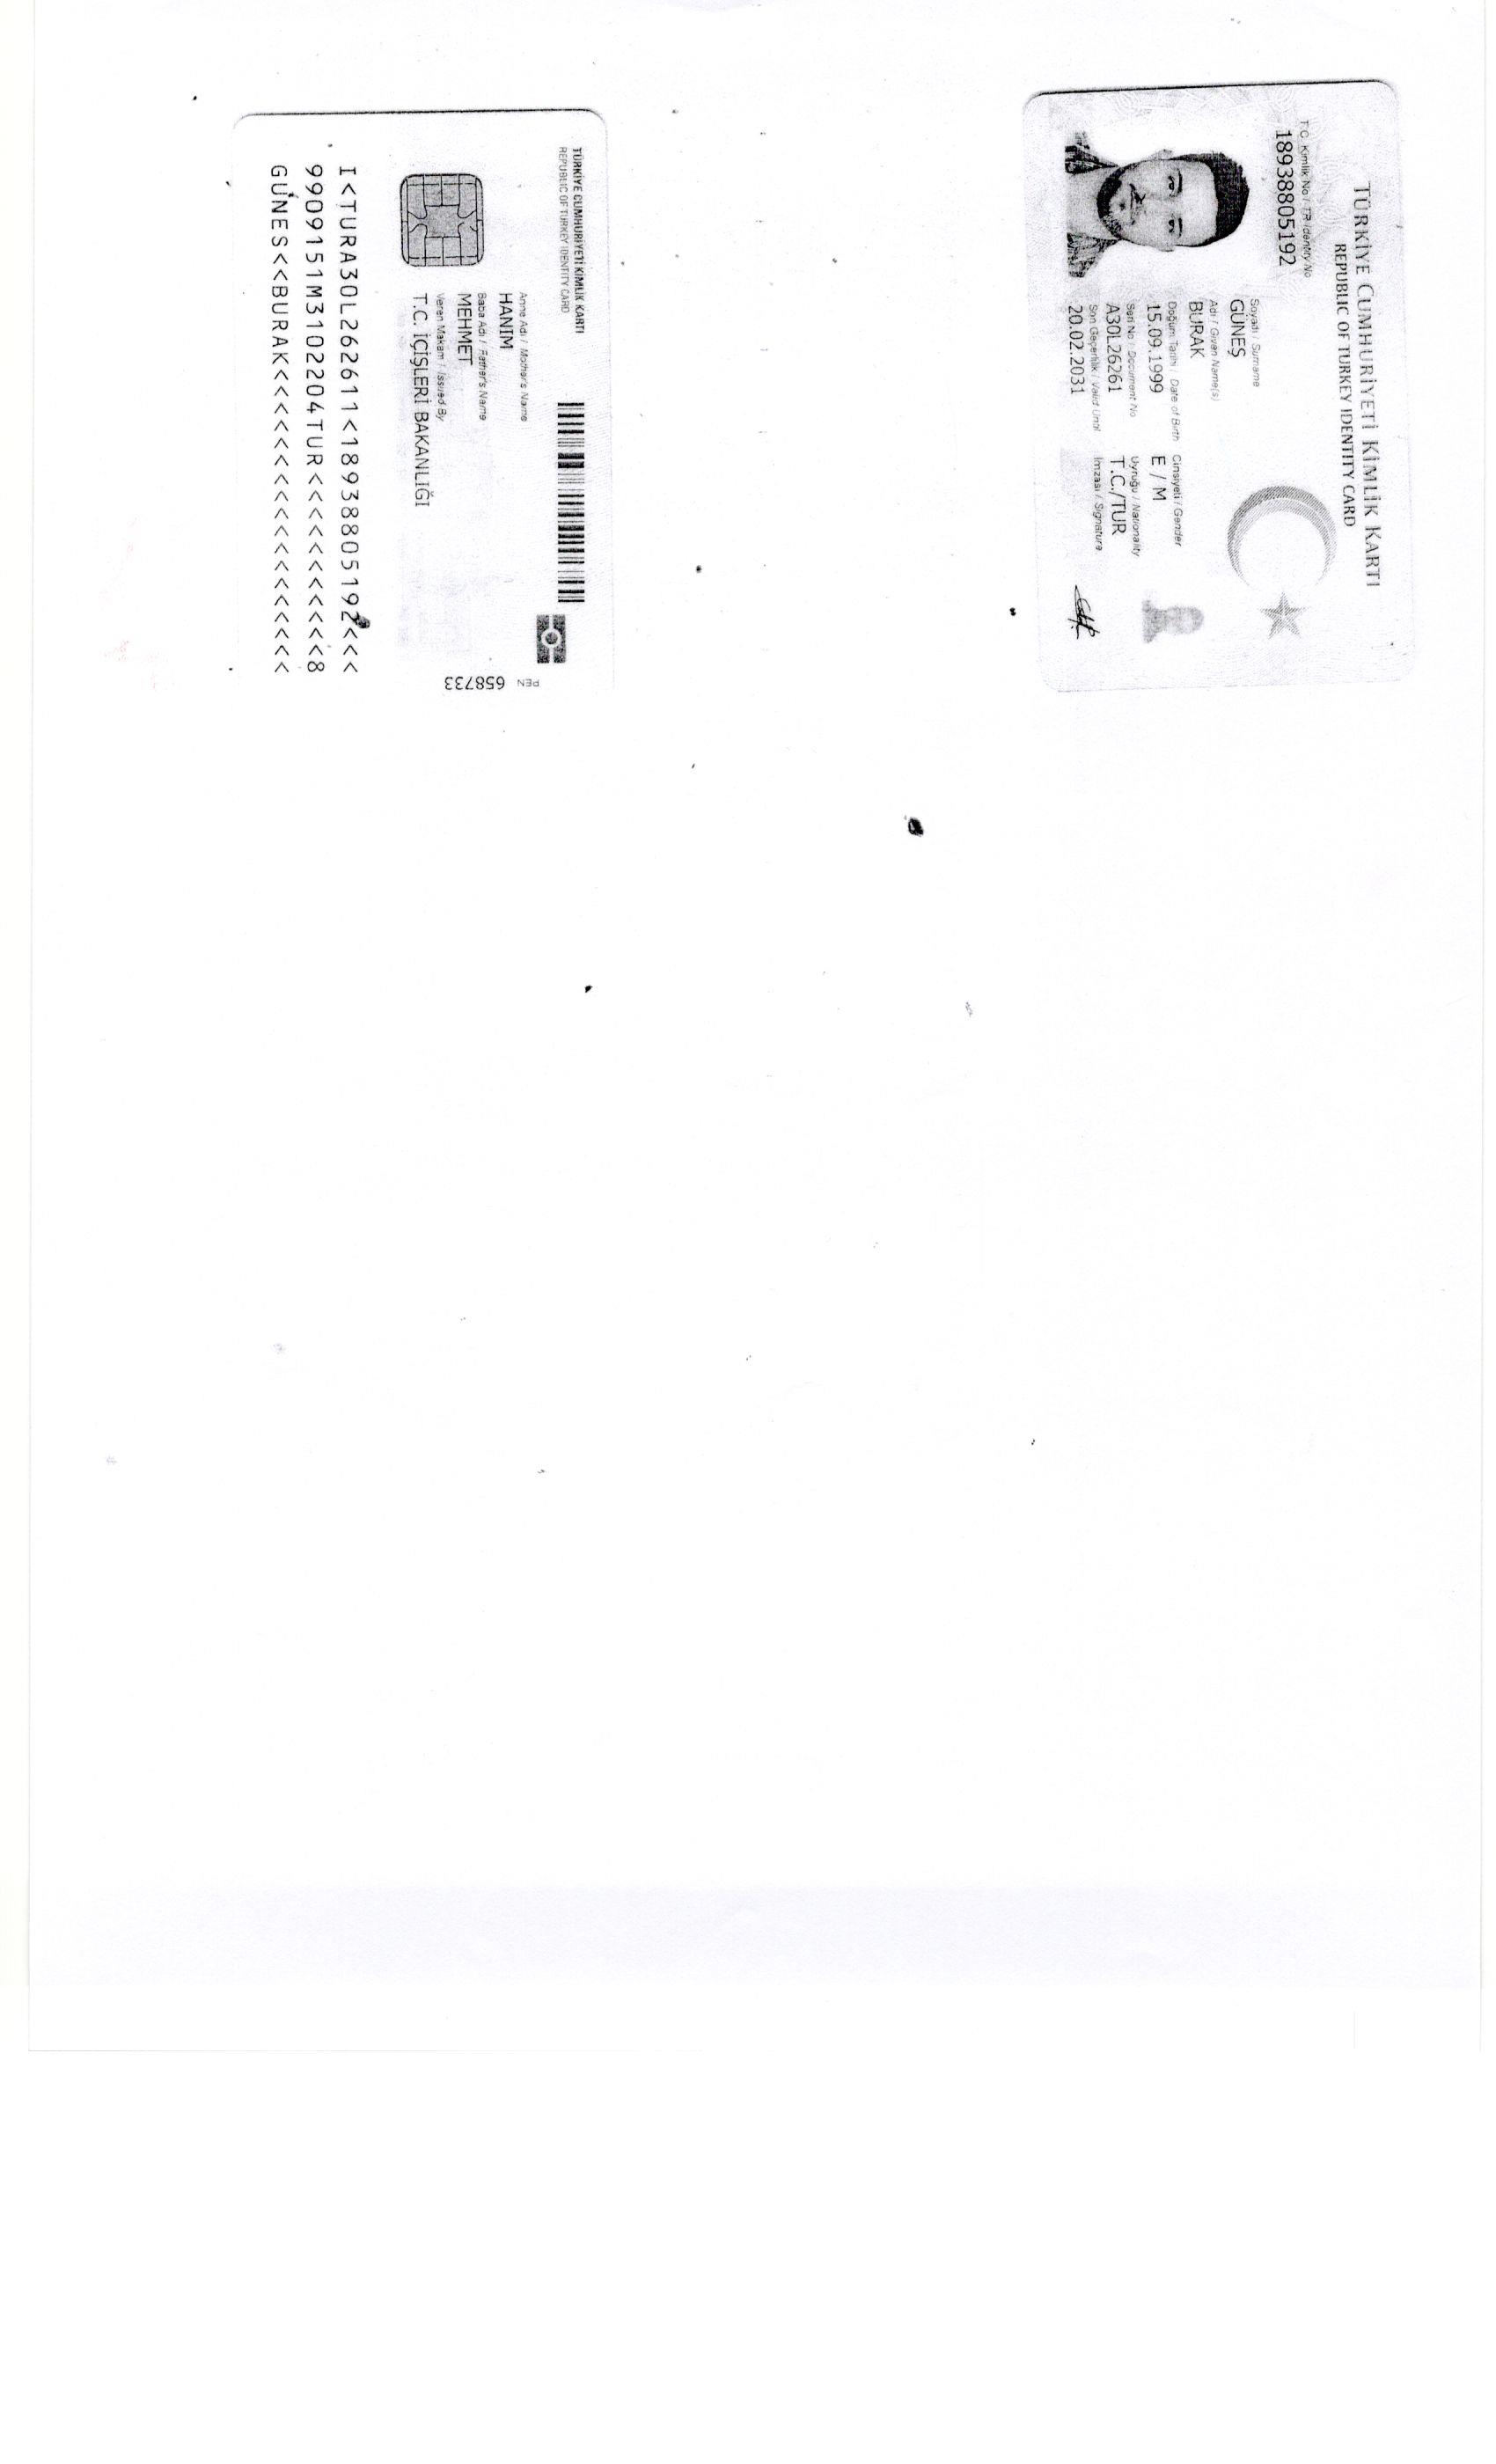 TÜRKİYE CUMHURİYETİ KİMLİK KARTI
REPUBLIC OF TURKEY IDENTITY CARD
T.C. Kimlik No / TR Identity No
18938805192
Soyadı / Surname
GÜNEŞ
Adı / Given Name(s)
BURAK
Doğum Tarihi / Date of Birth
15.09.1999
Cinsiyeti / Gender
E / M
Seri No / Document No
A30L26261
Uyruğu / Nationality
T.C./TUR
Son Geçerlilik / Valid Until
20.02.2031
İmzası / Signature
TÜRKİYE CUMHURİYETİ KİMLİK KARTI
REPUBLIC OF TURKEY IDENTITY CARD
Anne Adı / Mother's Name
HANIM
Baba Adı / Father's Name
MEHMET
Veren Makam / Issued By
T.C. İÇİŞLERİ BAKANLIĞI
PEN 658733
I<TURA30L262611<18938805192<<<
9909151M3102204TUR<<<<<<<<<<<8
GUNES<<BURAK<<<<<<<<<<<<<<<<<<